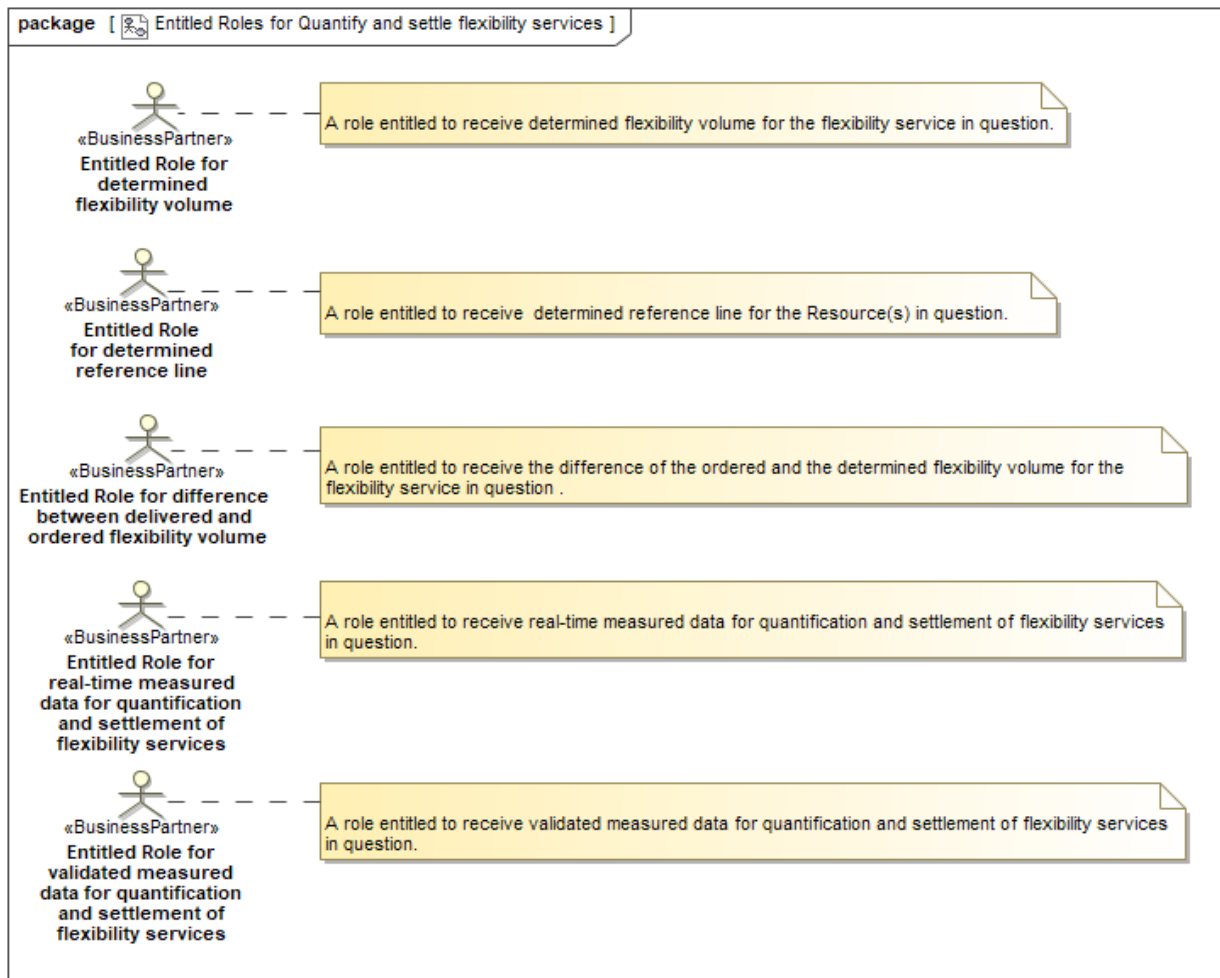 package [ Entitled Roles for Quantify and settle flexibility services ]
«BusinessPartner»
Entitled Role for
determined
flexibility volume
A role entitled to receive determined flexibility volume for the flexibility service in question.
«BusinessPartner»
Entitled Role
for determined
reference line
A role entitled to receive  determined reference line for the Resource(s) in question.
«BusinessPartner»
Entitled Role for difference
between delivered and
ordered flexibility volume
A role entitled to receive the difference of the ordered and the determined flexibility volume for the
flexibility service in question .
«BusinessPartner»
Entitled Role for
real-time measured
data for quantification
and settlement of
flexibility services
A role entitled to receive real-time measured data for quantification and settlement of flexibility services
in question.
«BusinessPartner»
Entitled Role for
validated measured
data for quantification
and settlement of
flexibility services
A role entitled to receive validated measured data for quantification and settlement of flexibility services
in question.